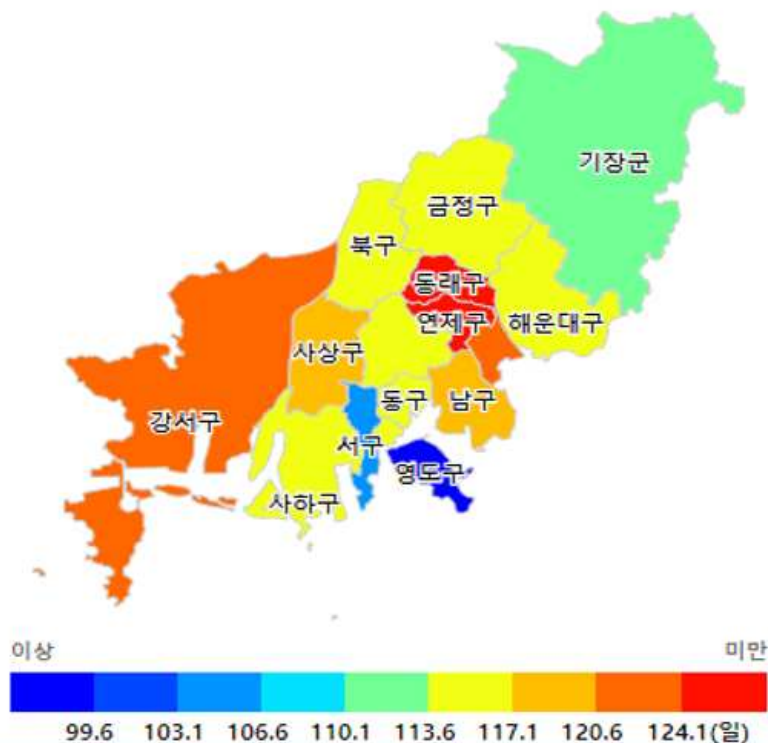 기장군
금정구
북구
동래구
연제구
해운대구
사상구
동구
남구
강서구
서구
영도구
사하구
이상
미만
99.6
103.1
106.6
110.1
113.6
117.1
120.6
124.1(일)